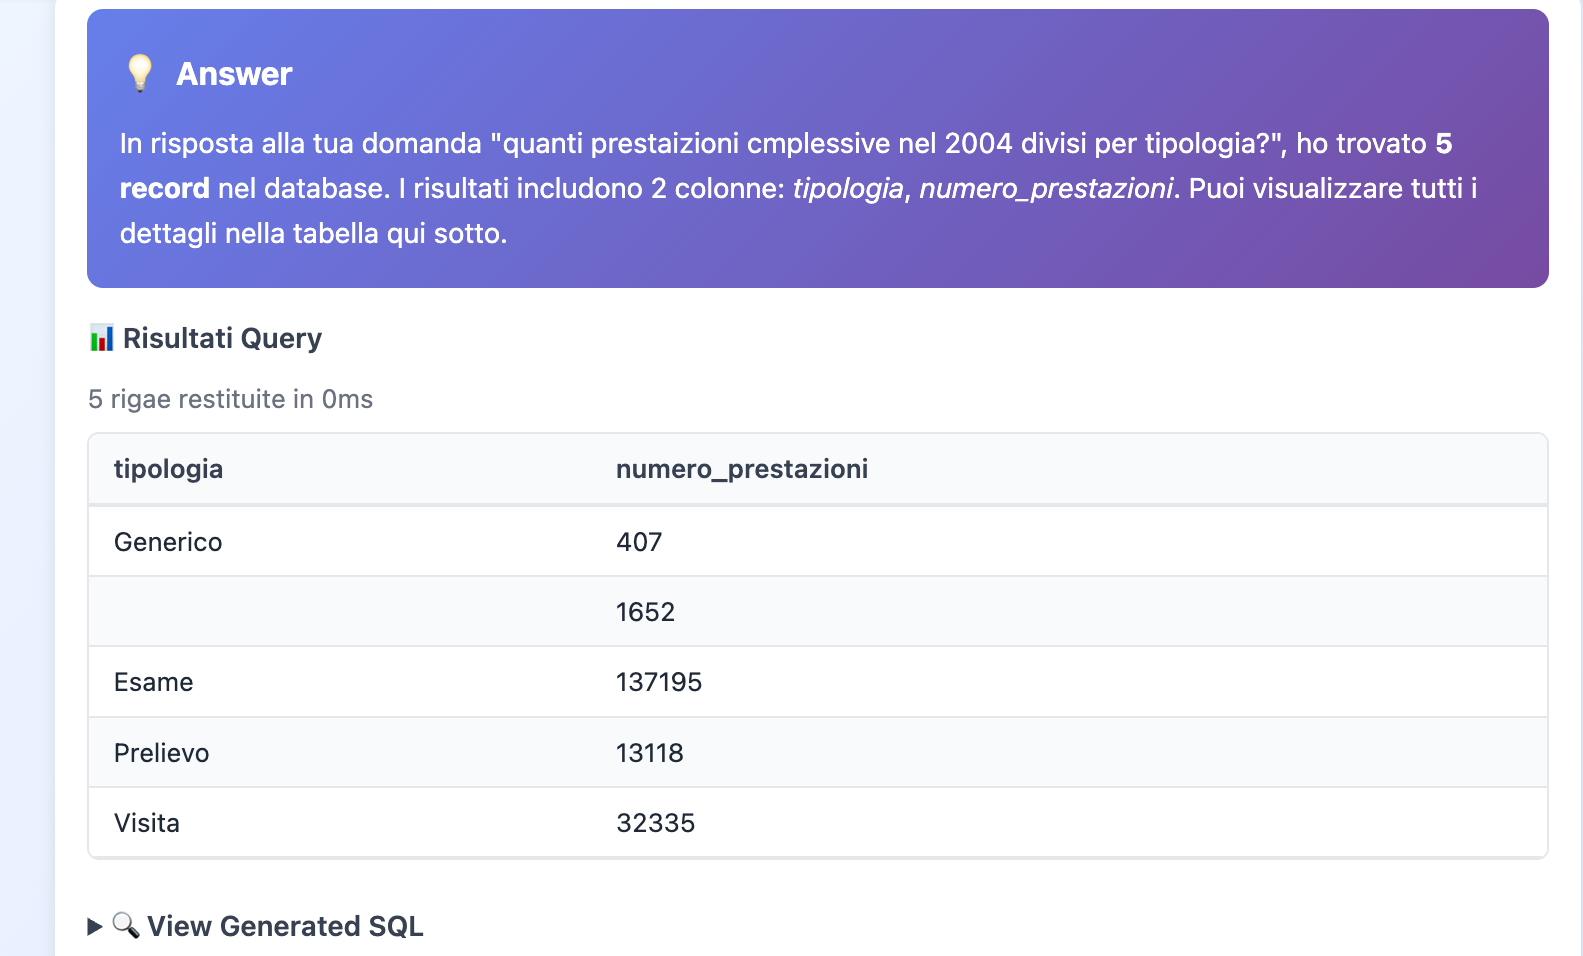 Answer
In risposta alla tua domanda "quanti prestaizioni cmplessive nel 2004 divisi per tipologia?", ho trovato 5
record nel database. I risultati includono 2 colonne: tipologia, numero_prestazioni. Puoi visualizzare tutti i
dettagli nella tabella qui sotto.
Risultati Query
5 rigae restituite in 0ms
tipologia numero_prestazioni
Generico 407
1652
Esame 137195
Prelievo 13118
Visita 32335
View Generated SQL